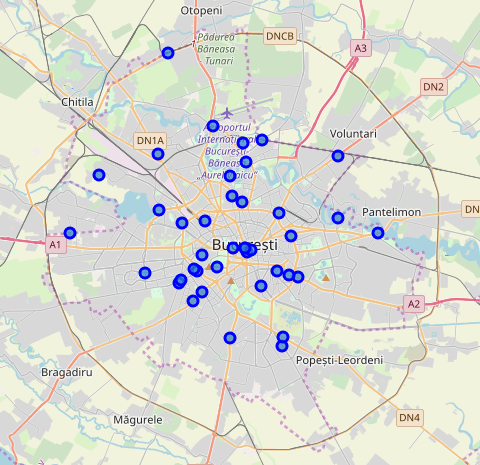 Otopeni
Pădurea
Băneasa
Tunari
DNCB
A3
DN2
Chitila
Aeroportul
Internațional
București-
Băneasa
„Aurel Vlaicu”
DN1A
Voluntari
Pantelimon
DN
A1
București
A2
Popești-Leordeni
Bragadiru
Măgurele
DN4